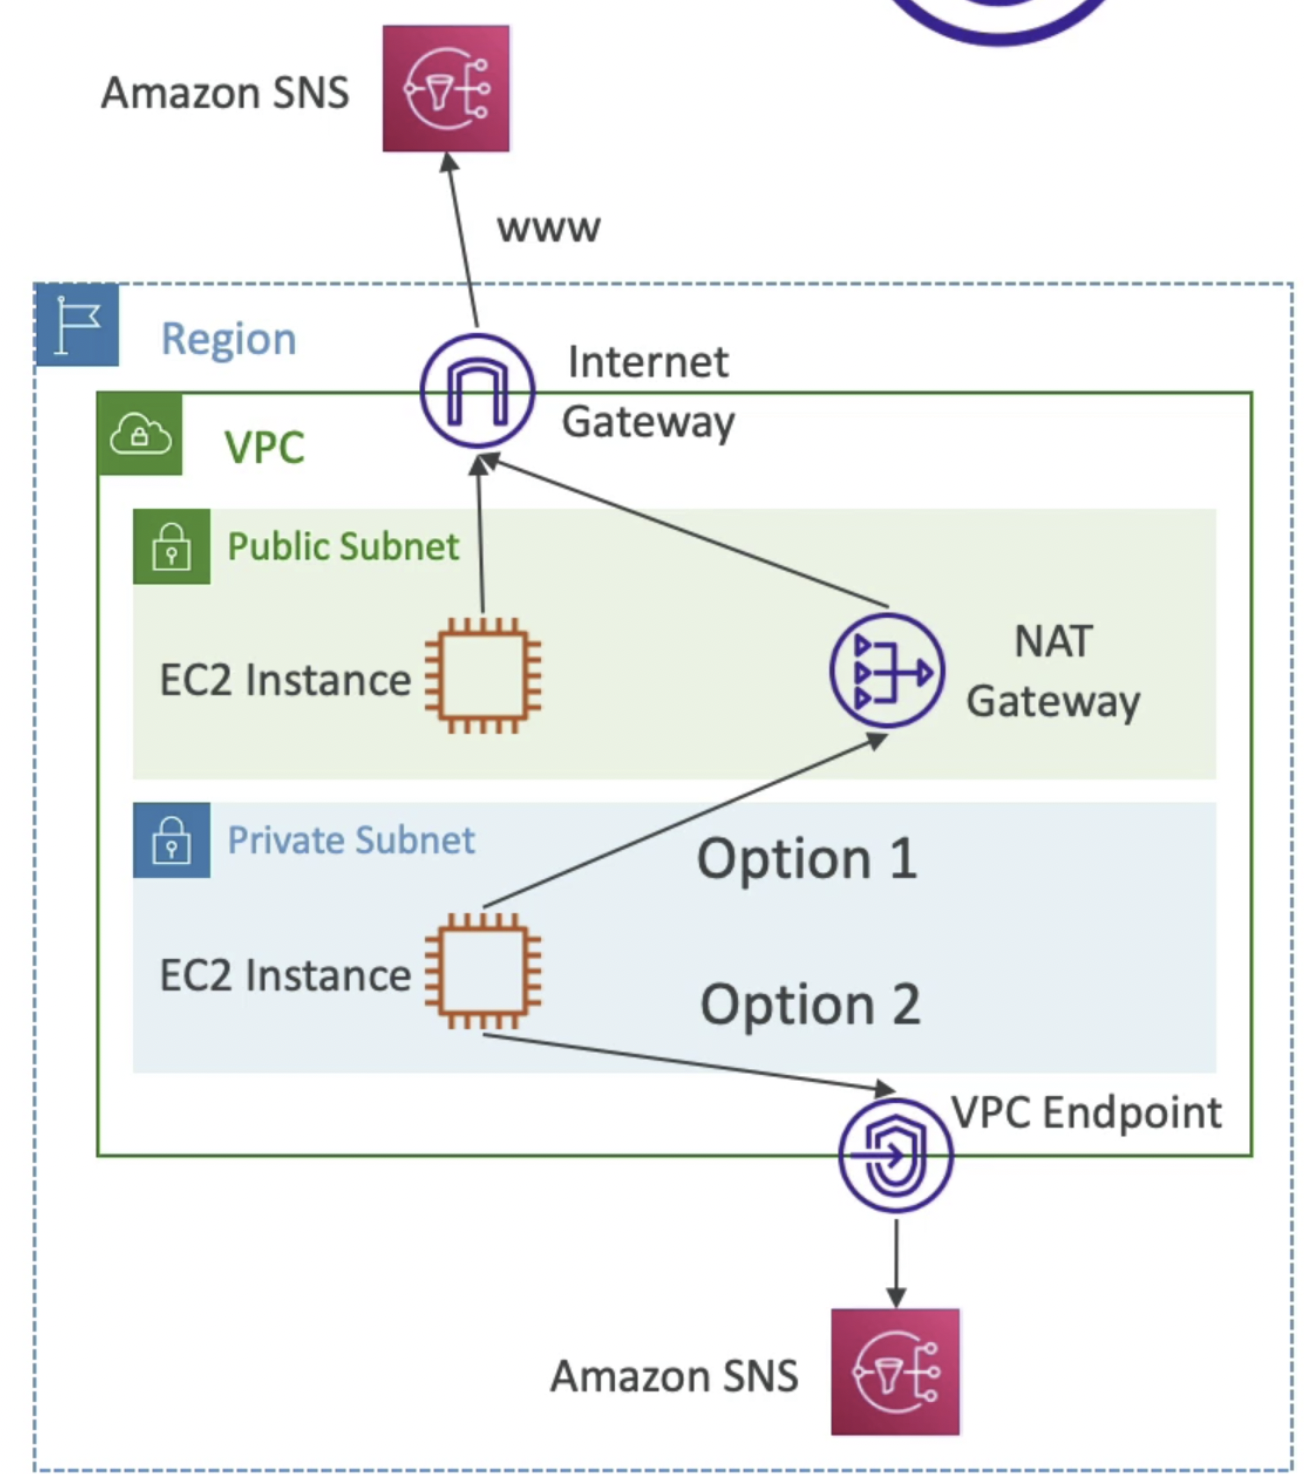 Amazon SNS
www
Region
Internet
Gateway
VPC
Public Subnet
EC2 Instance
NAT
Gateway
Private Subnet
Option 1
EC2 Instance
Option 2
VPC Endpoint
Amazon SNS